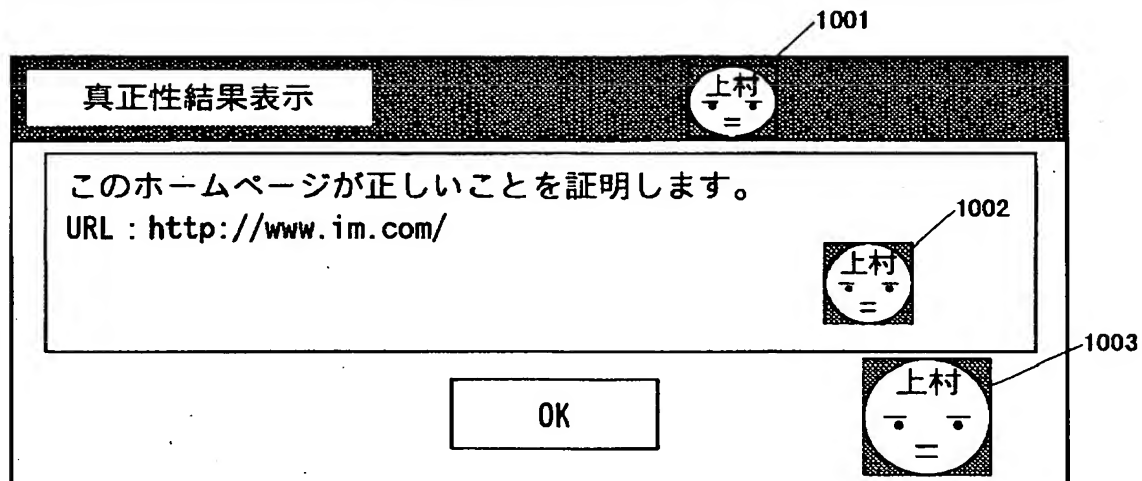 1001
真正性結果表示
上村
このホームページが正しいことを証明します。
URL：http://www.im.com/
1002
上村
1003
上村
OK